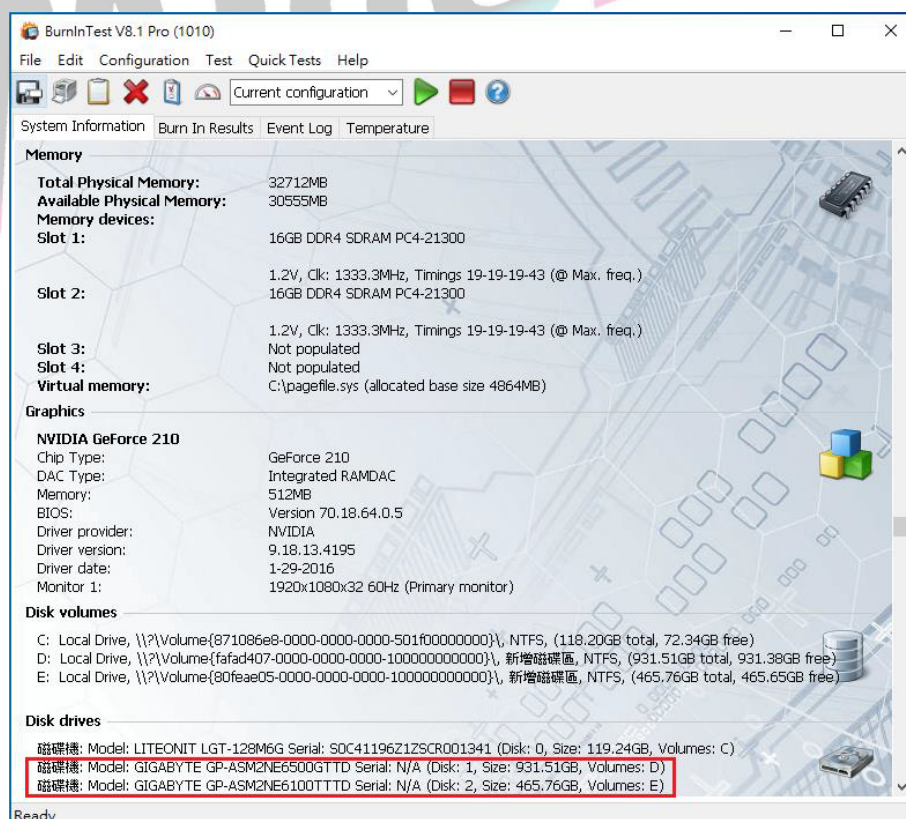 BurnInTest V8.1 Pro (1010)
File Edit Configuration Test Quick Tests Help
Current configuration
System Information Burn In Results Event Log Temperature
Memory
Total Physical Memory: 32712MB
Available Physical Memory: 30555MB
Memory devices:
Slot 1: 16GB DDR4 SDRAM PC4-21300
1.2V, Clk: 1333.3MHz, Timings 19-19-19-43 (@ Max. freq.)
Slot 2: 16GB DDR4 SDRAM PC4-21300
1.2V, Clk: 1333.3MHz, Timings 19-19-19-43 (@ Max. freq.)
Slot 3: Not populated
Slot 4: Not populated
Virtual memory: C:\pagefile.sys (allocated base size 4864MB)
Graphics
NVIDIA GeForce 210
Chip Type: GeForce 210
DAC Type: Integrated RAMDAC
Memory: 512MB
BIOS: Version 70.18.64.0.5
Driver provider: NVIDIA
Driver version: 9.18.13.4195
Driver date: 1-29-2016
Monitor 1: 1920x1080x32 60Hz (Primary monitor)
Disk volumes
C: Local Drive, \\?\Volume{871086e8-0000-0000-0000-501f00000000}\, NTFS, (118.20GB total, 72.34GB free)
D: Local Drive, \\?\Volume{fafad407-0000-0000-0000-100000000000}\, 新增磁碟區, NTFS, (931.51GB total, 931.38GB free)
E: Local Drive, \\?\Volume{80feae05-0000-0000-0000-100000000000}\, 新增磁碟區, NTFS, (465.76GB total, 465.65GB free)
Disk drives
磁碟機: Model: LITEONIT LGT-128M6G Serial: S0C41196Z1ZSCR001341 (Disk: 0, Size: 119.24GB, Volumes: C)
磁碟機: Model: GIGABYTE GP-ASM2NE6500GTTD Serial: N/A (Disk: 1, Size: 931.51GB, Volumes: D)
磁碟機: Model: GIGABYTE GP-ASM2NE6100TTTD Serial: N/A (Disk: 2, Size: 465.76GB, Volumes: E)
Ready